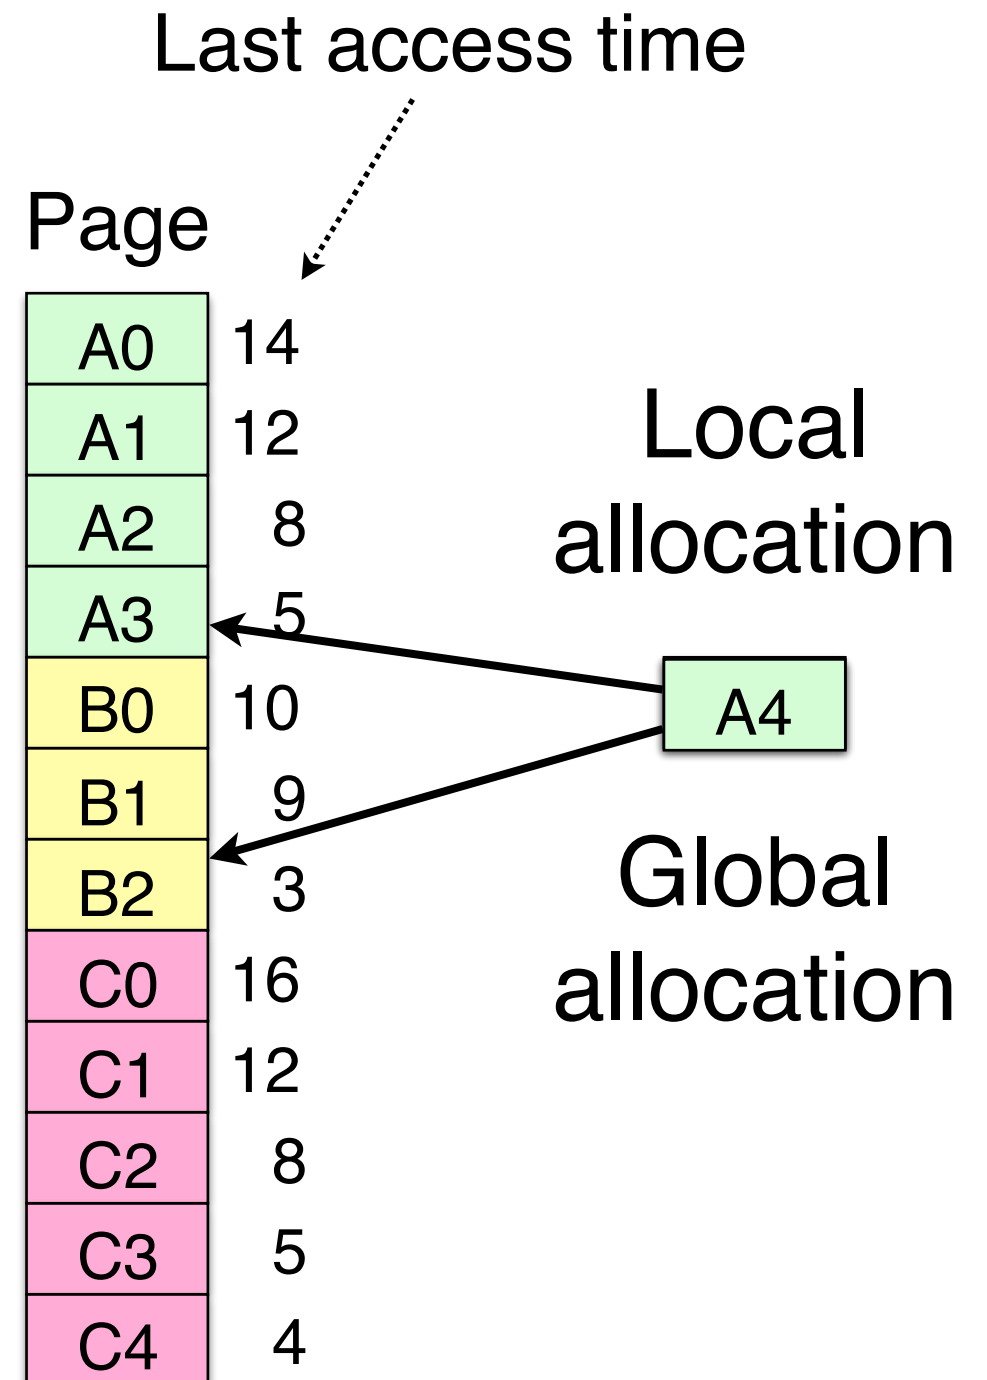 Last access time
Page
A0 14
A1 12
A2 8
A3 5
B0 10
B1 9
B2 3
C0 16
C1 12
C2 8
C3 5
C4 4
Local
allocation
A4
Global
allocation